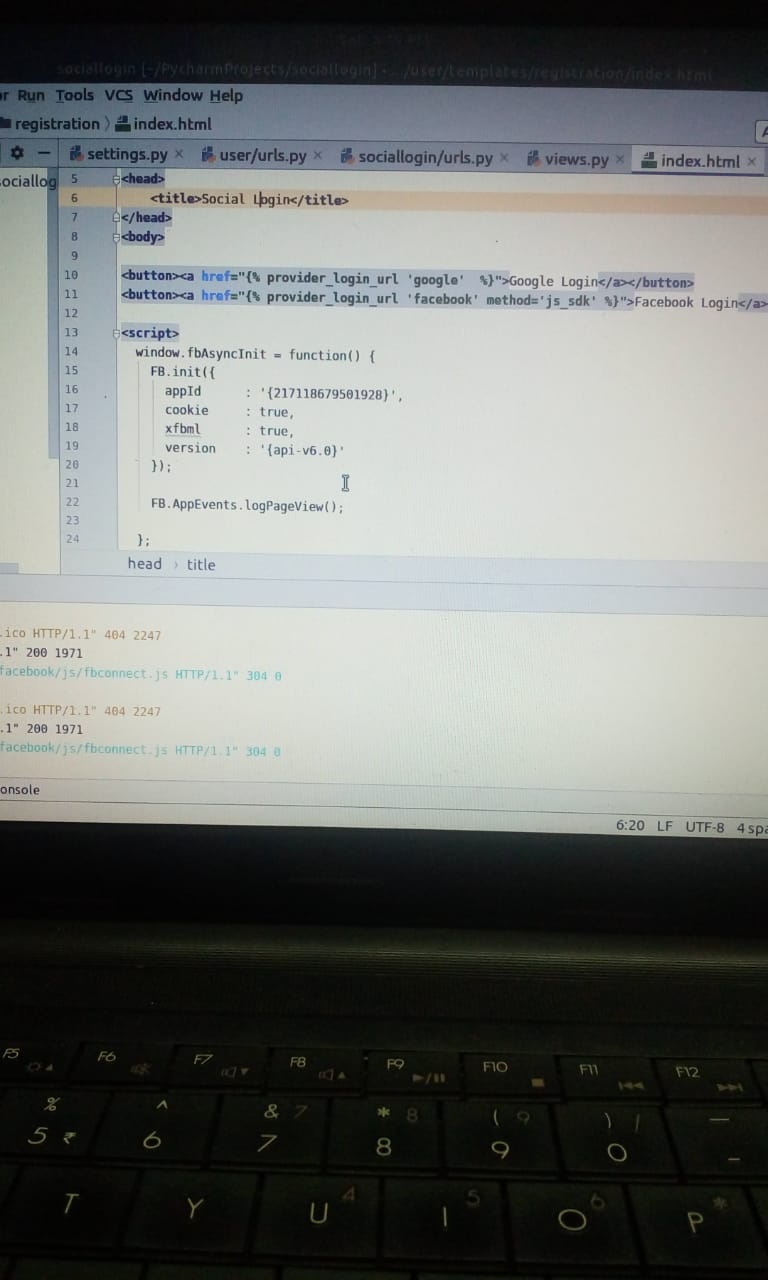 sociallogin [~/PycharmProjects/sociallogin] - .../user/templates/registration/index.html
r Run Tools VCS Window Help
registration 〉 index.html
settings.py × user/urls.py × sociallogin/urls.py × views.py × index.html ×
ociallog
5 <head>
6 <title>Social Login</title>
7 </head>
8 <body>
9
10 <button><a href="{% provider_login_url 'google'  %}">Google Login</a></button>
11 <button><a href="{% provider_login_url 'facebook' method='js_sdk' %}">Facebook Login</a>
12
13 <script>
14 window.fbAsyncInit = function() {
15 FB.init({
16 appId : '{217118679501928}',
17 cookie : true,
18 xfbml : true,
19 version : '{api-v6.0}'
20 });
21
22 FB.AppEvents.logPageView();
23
24 };
head › title
.ico HTTP/1.1" 404 2247
.1" 200 1971
facebook/js/fbconnect.js HTTP/1.1" 304 0
.ico HTTP/1.1" 404 2247
.1" 200 1971
facebook/js/fbconnect.js HTTP/1.1" 304 0
onsole
6:20 LF UTF-8 4 spa
F5 F6 F7 F8 F9 F10 F11 F12
% ^ & 7 * 8 ( 9 ) / _
5 ₹ 6 7 8 9 0 -
T Y U 4 I 5 O 6 P *